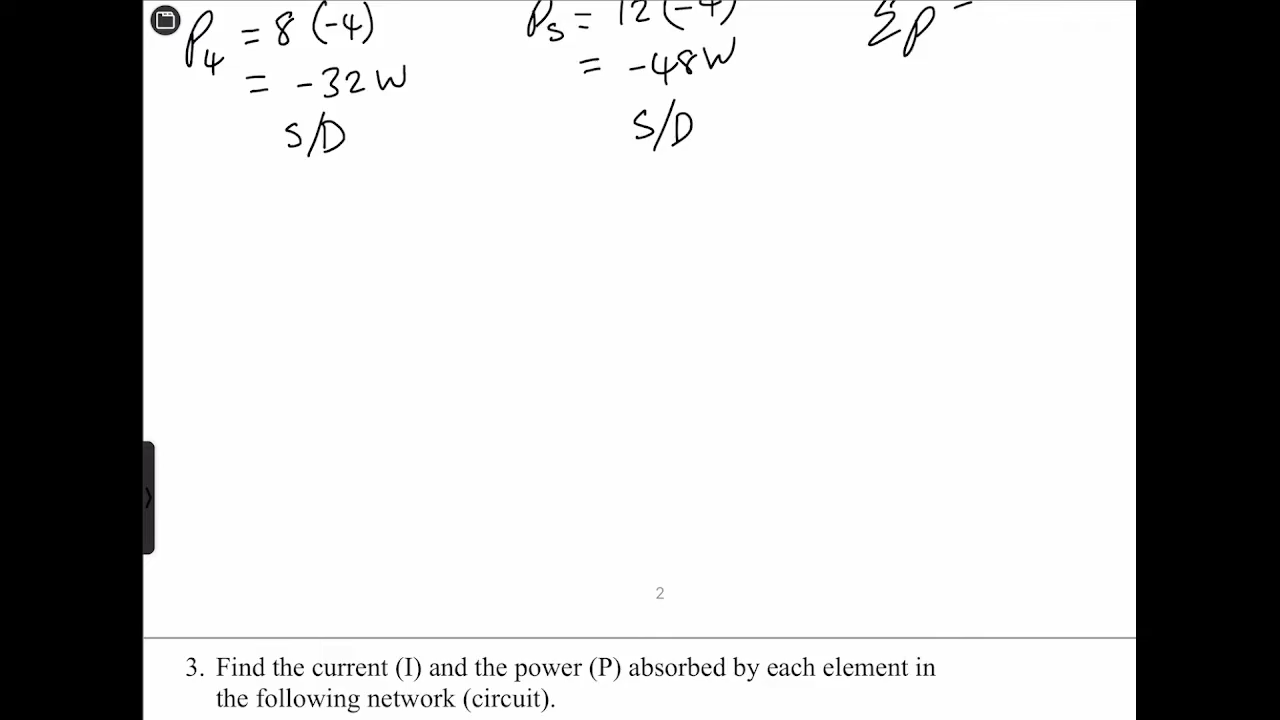 P4 = 8 (-4)
= -32 W
S/D
P5 = 12 (-4)
= -48 W
S/D
ΣP =
2
3. Find the current (I) and the power (P) absorbed by each element in
the following network (circuit).